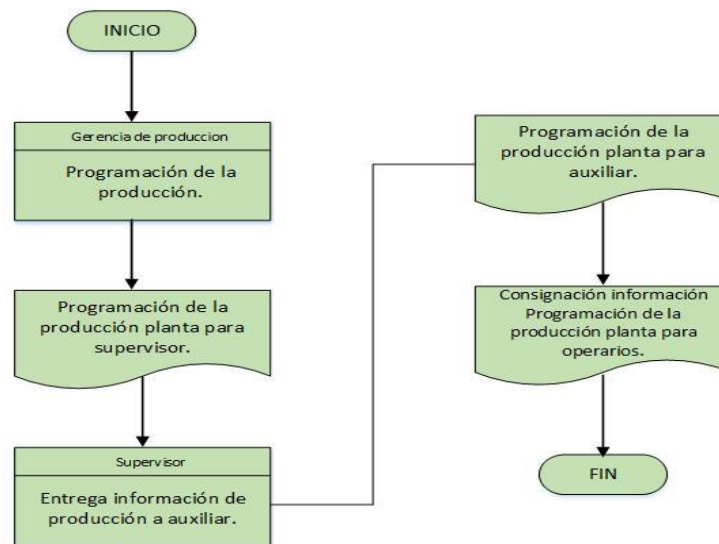 INICIO
Gerencia de produccion
Programación de la
producción.
Programación de la
producción planta para
supervisor.
Supervisor
Entrega información de
producción a auxiliar.
Programación de la
producción planta para
auxiliar.
Consignación información
Programación de la
producción planta para
operarios.
FIN